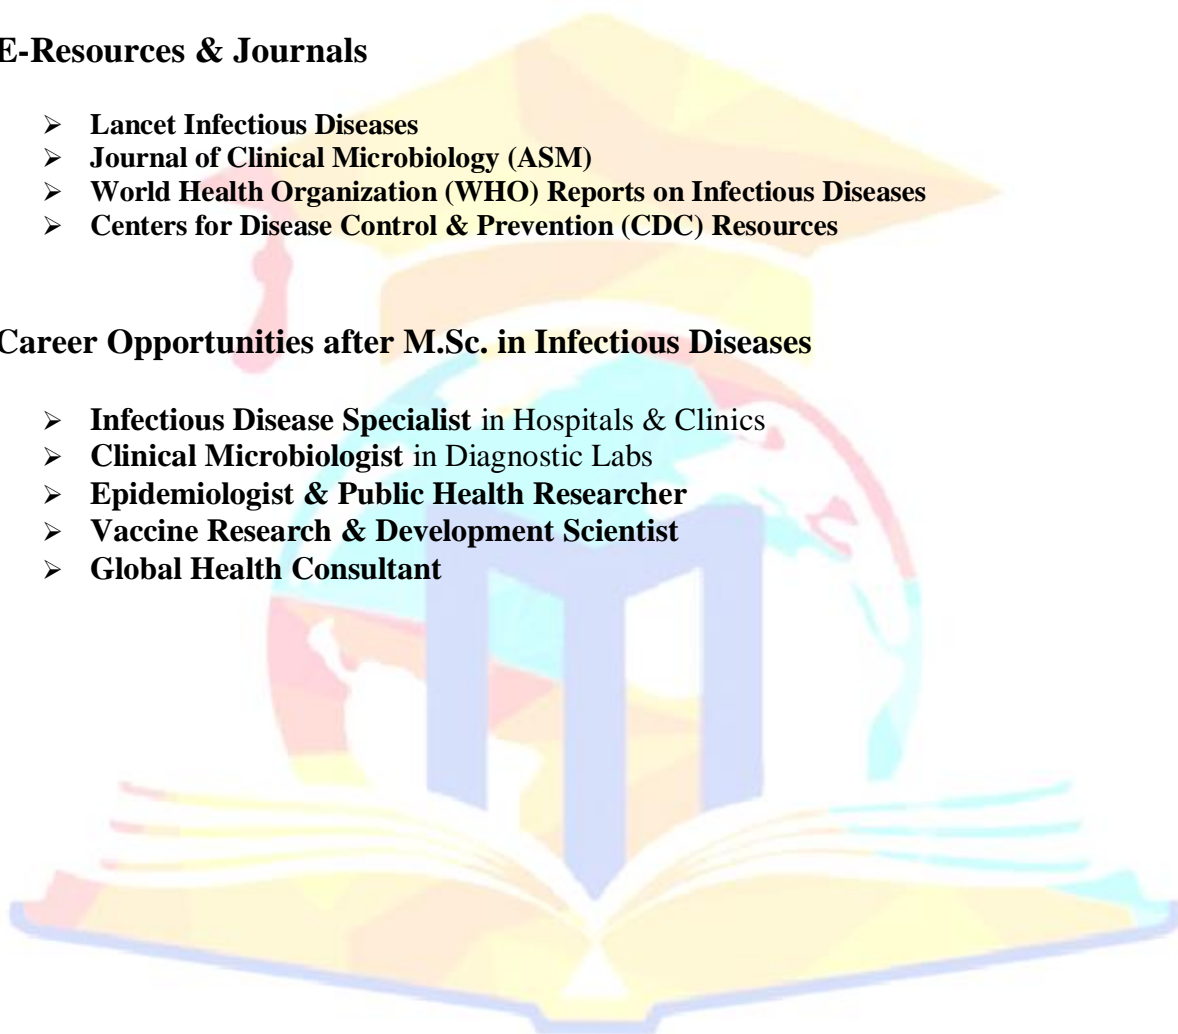 E-Resources & Journals
➢ Lancet Infectious Diseases
➢ Journal of Clinical Microbiology (ASM)
➢ World Health Organization (WHO) Reports on Infectious Diseases
➢ Centers for Disease Control & Prevention (CDC) Resources
Career Opportunities after M.Sc. in Infectious Diseases
➢ Infectious Disease Specialist in Hospitals & Clinics
➢ Clinical Microbiologist in Diagnostic Labs
➢ Epidemiologist & Public Health Researcher
➢ Vaccine Research & Development Scientist
➢ Global Health Consultant